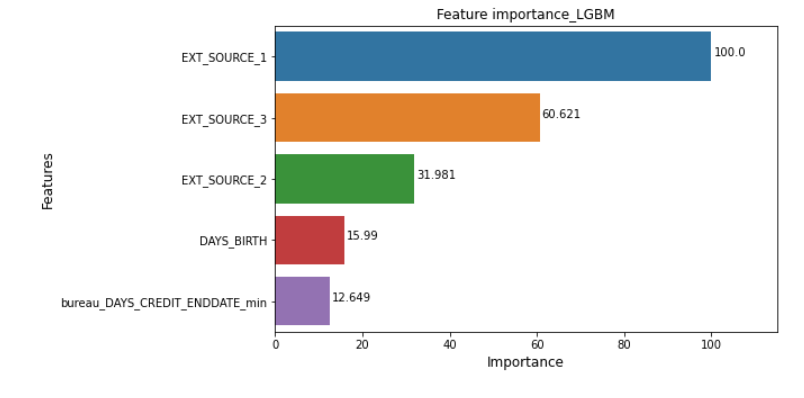 Feature importance_LGBM
EXT_SOURCE_1
100.0
EXT_SOURCE_3
60.621
EXT_SOURCE_2
31.981
DAYS_BIRTH
15.99
bureau_DAYS_CREDIT_ENDDATE_min
12.649
Features
0 20 40 60 80 100
Importance